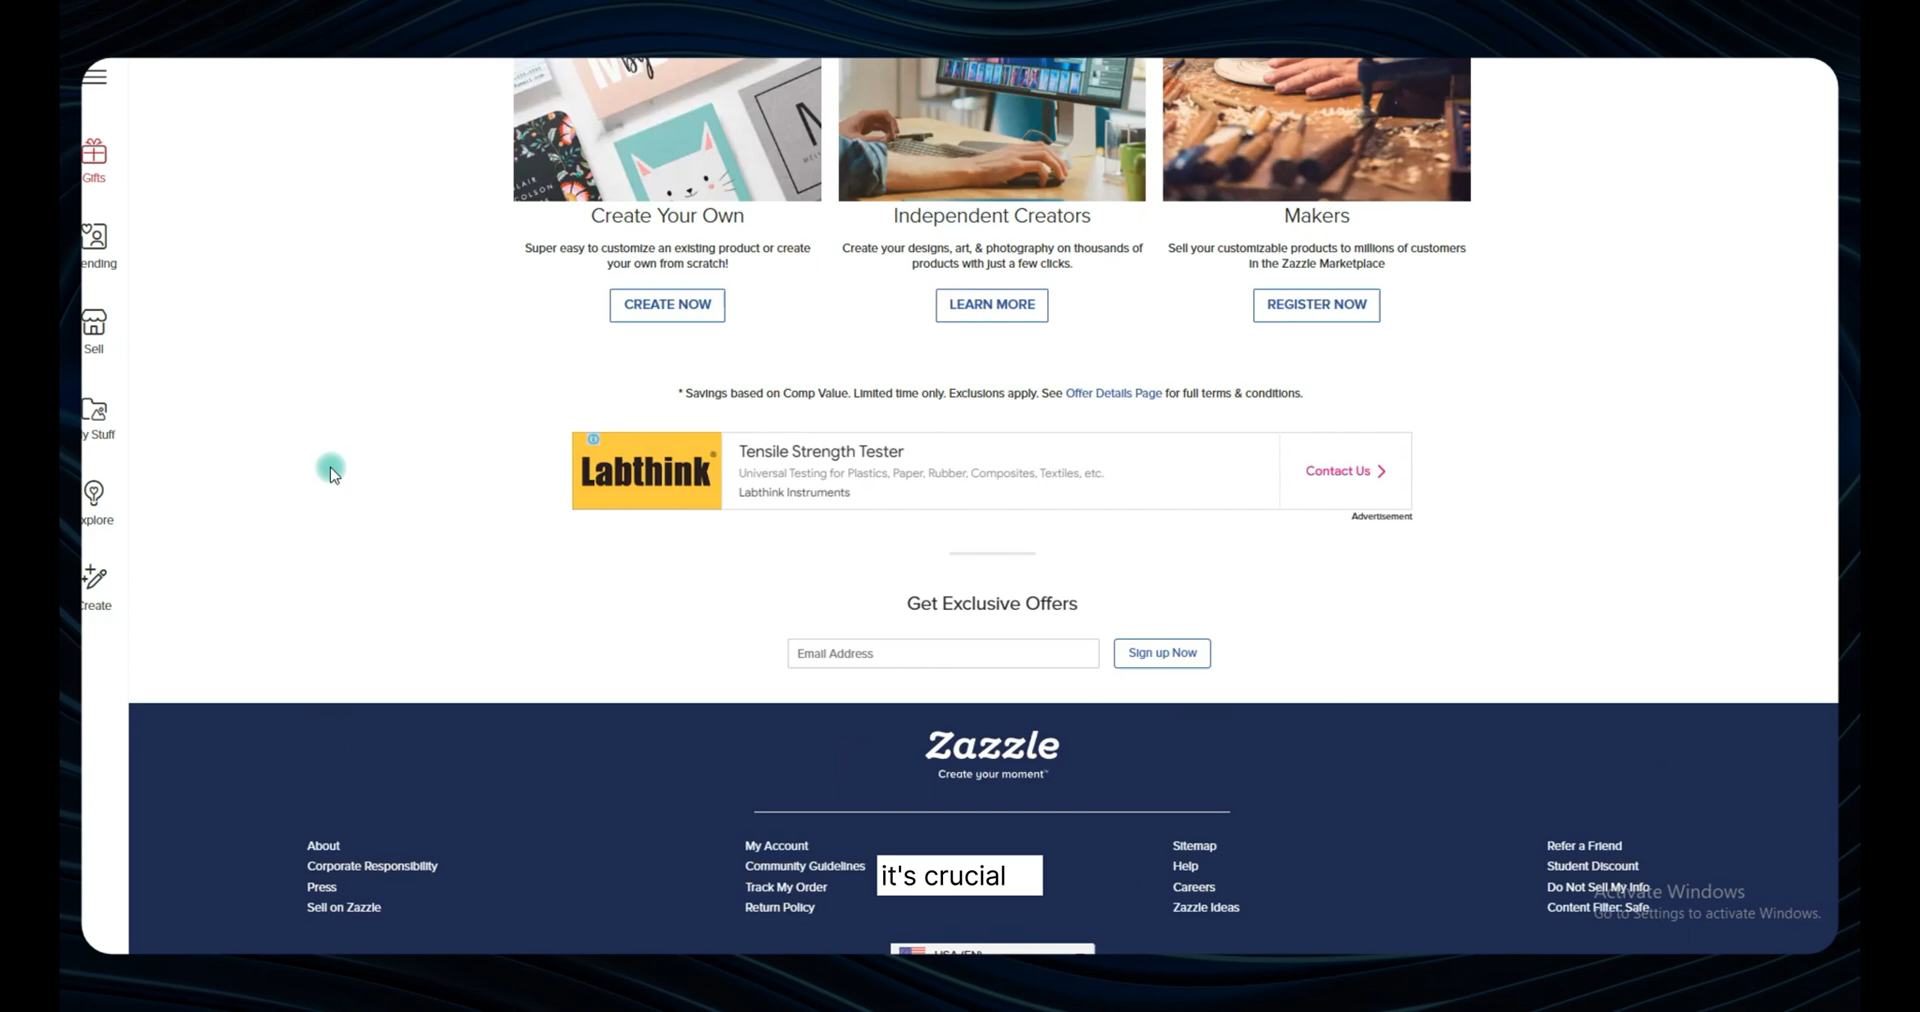 Gifts
ending
Sell
y Stuff
xplore
reate
by
LAIR
COLSON
Create Your Own
Super easy to customize an existing product or create
your own from scratch!
CREATE NOW
Independent Creators
Create your designs, art, & photography on thousands of
products with just a few clicks.
LEARN MORE
Makers
Sell your customizable products to millions of customers
in the Zazzle Marketplace
REGISTER NOW
* Savings based on Comp Value. Limited time only. Exclusions apply. See Offer Details Page for full terms & conditions.
Labthink®
Tensile Strength Tester
Universal Testing for Plastics, Paper, Rubber, Composites, Textiles, etc.
Labthink Instruments
Contact Us
Advertisement
Get Exclusive Offers
Email Address
Sign up Now
Zazzle
Create your moment™
About
Corporate Responsibility
Press
Sell on Zazzle
My Account
Community Guidelines
Track My Order
Return Policy
it's crucial
Sitemap
Help
Careers
Zazzle Ideas
Refer a Friend
Student Discount
Do Not Sell My Info
Content Filter: Safe
Activate Windows
Go to Settings to activate Windows.
USA (EN)